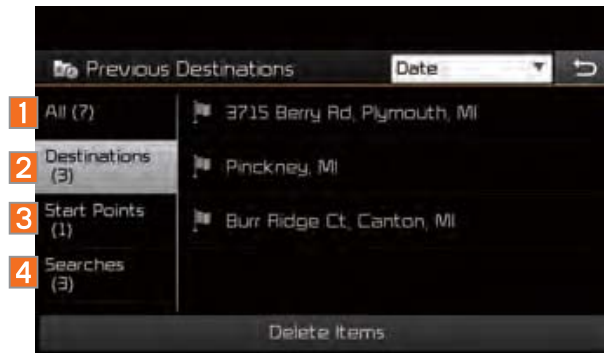 Previous Destinations
Date
1
All (7)
2
Destinations
(3)
3
Start Points
(1)
4
Searches
(3)
3715 Berry Rd, Plymouth, MI
Pinckney, MI
Burr Ridge Ct, Canton, MI
Delete Items